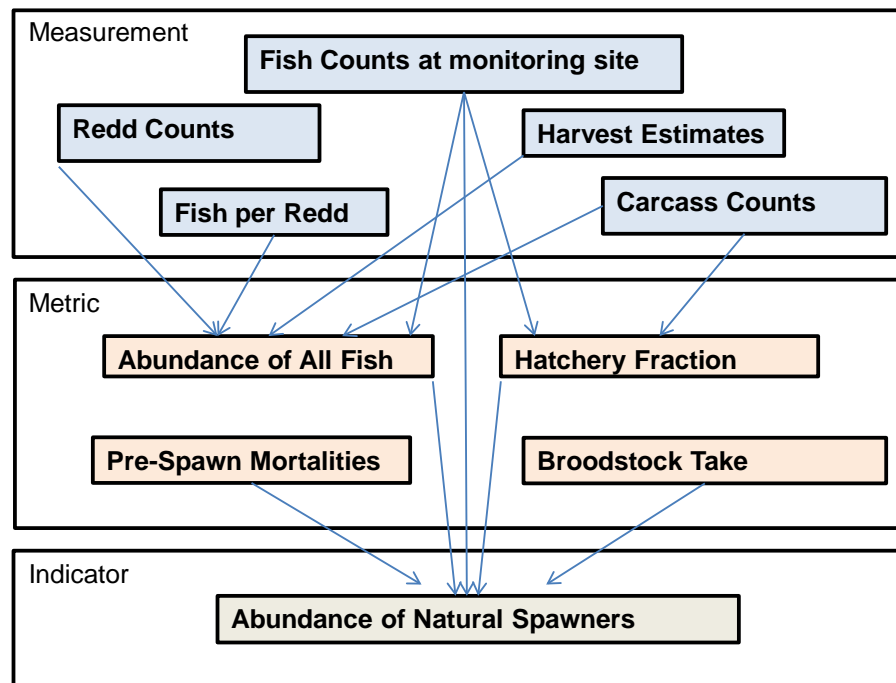 Measurement
Fish Counts at monitoring site
Redd Counts
Harvest Estimates
Fish per Redd
Carcass Counts
Metric
Abundance of All Fish
Hatchery Fraction
Pre-Spawn Mortalities
Broodstock Take
Indicator
Abundance of Natural Spawners